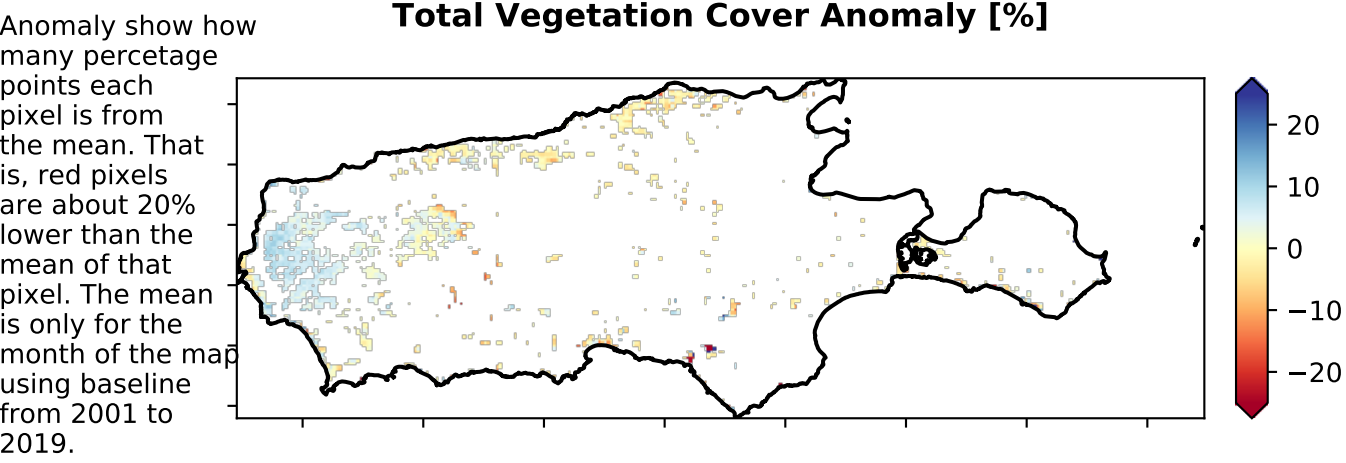 Total Vegetation Cover Anomaly [%]
Anomaly show how
many percetage
points each
pixel is from
the mean. That
is, red pixels
are about 20%
lower than the
mean of that
pixel. The mean
is only for the
month of the map
using baseline
from 2001 to
2019.
20
10
0
−10
−20